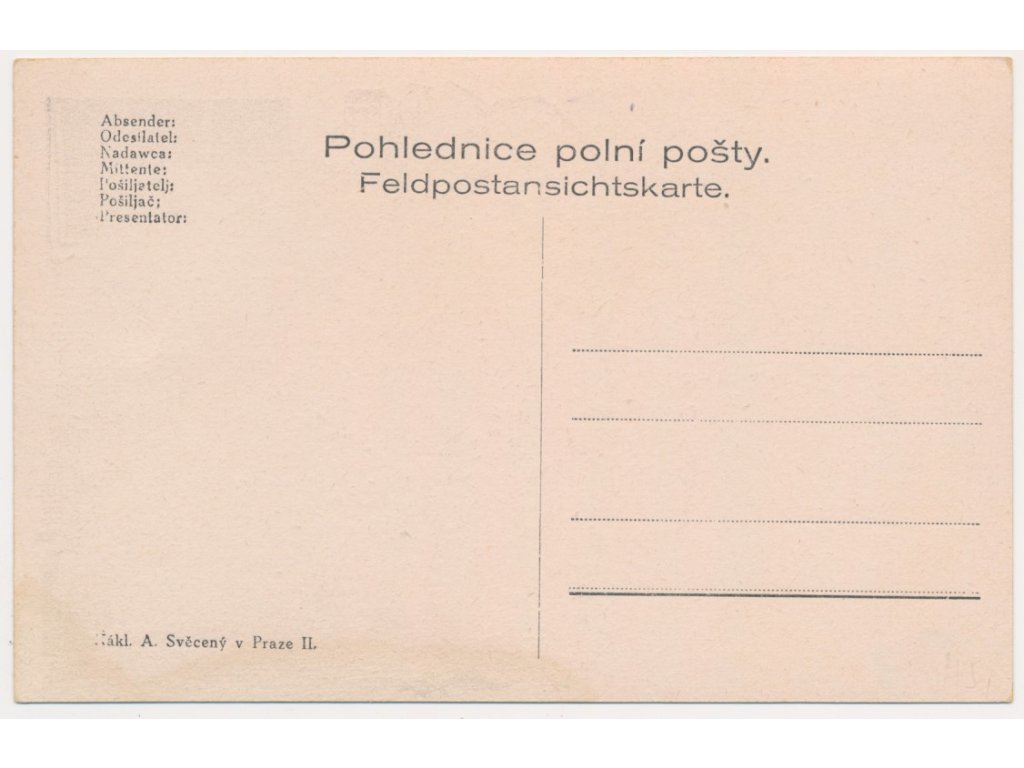 Absender:
Odesílatel:
Nadawca:
Mittente:
Pošiljatelj:
Pošiljač:
Presentator:
Pohlednice polní pošty.
Feldpostansichtskarte.
Nákl. A. Svěcený v Praze II.